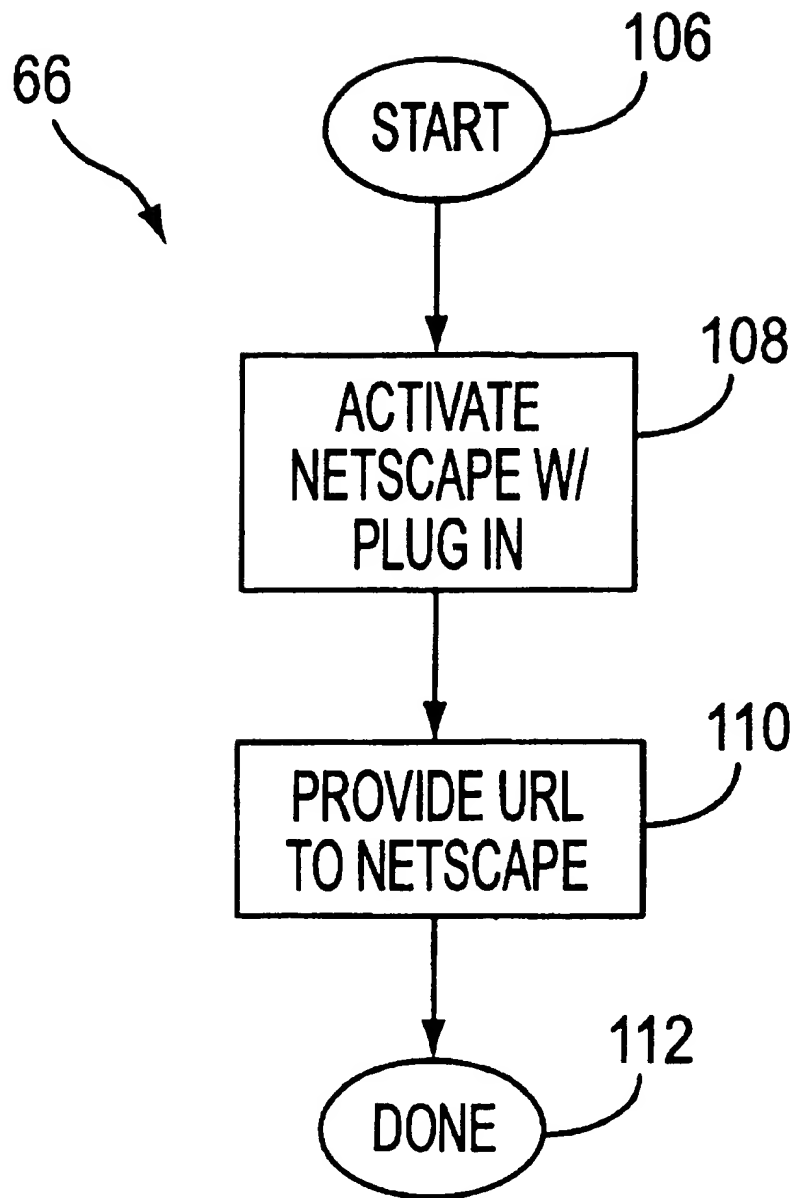 106
66
START
108
ACTIVATE
NETSCAPE W/
PLUG IN
110
PROVIDE URL
TO NETSCAPE
112
DONE